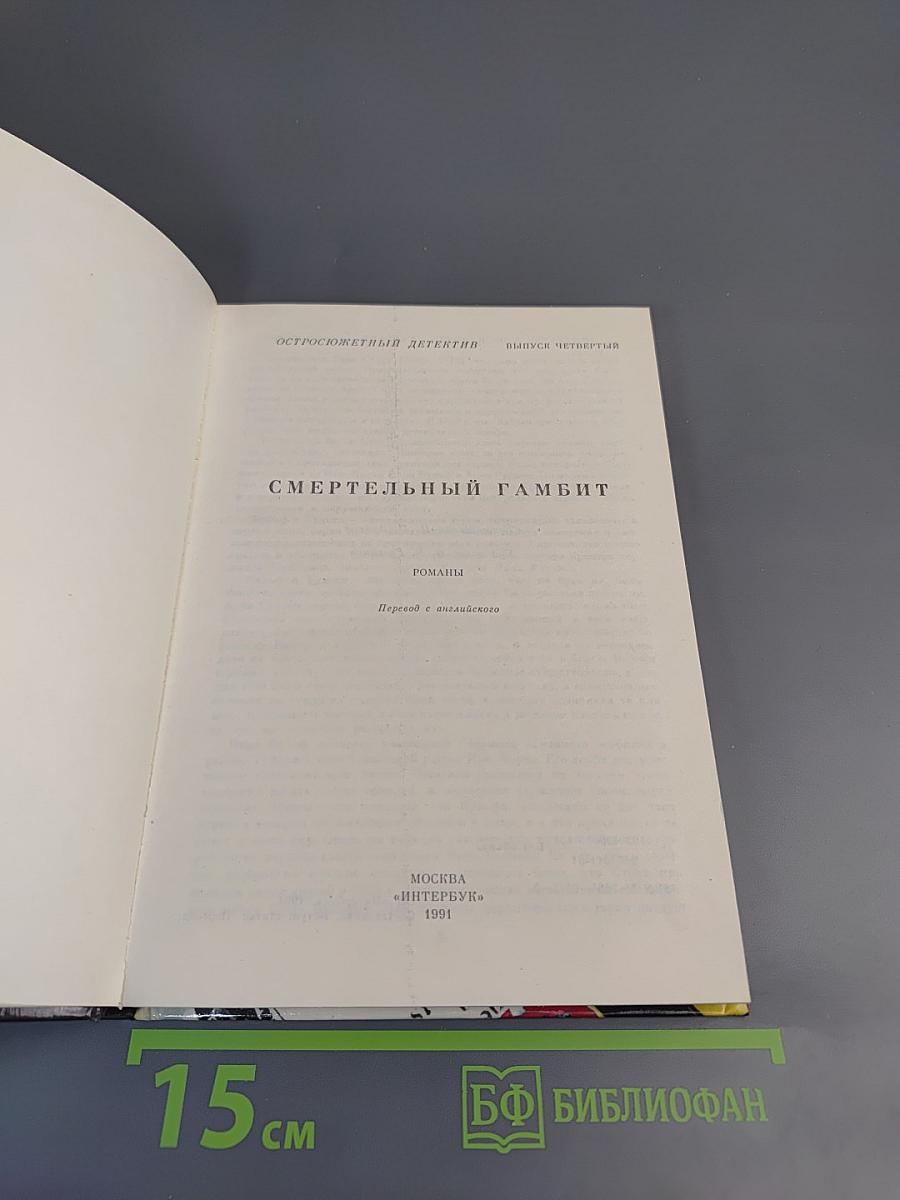 ОСТРОСЮЖЕТНЫЙ ДЕТЕКТИВ ВЫПУСК ЧЕТВЕРТЫЙ
СМЕРТЕЛЬНЫЙ ГАМБИТ
РОМАНЫ
Перевод с английского
МОСКВА
«ИНТЕРБУК»
1991
15 см
БФ БИБЛИОФАН